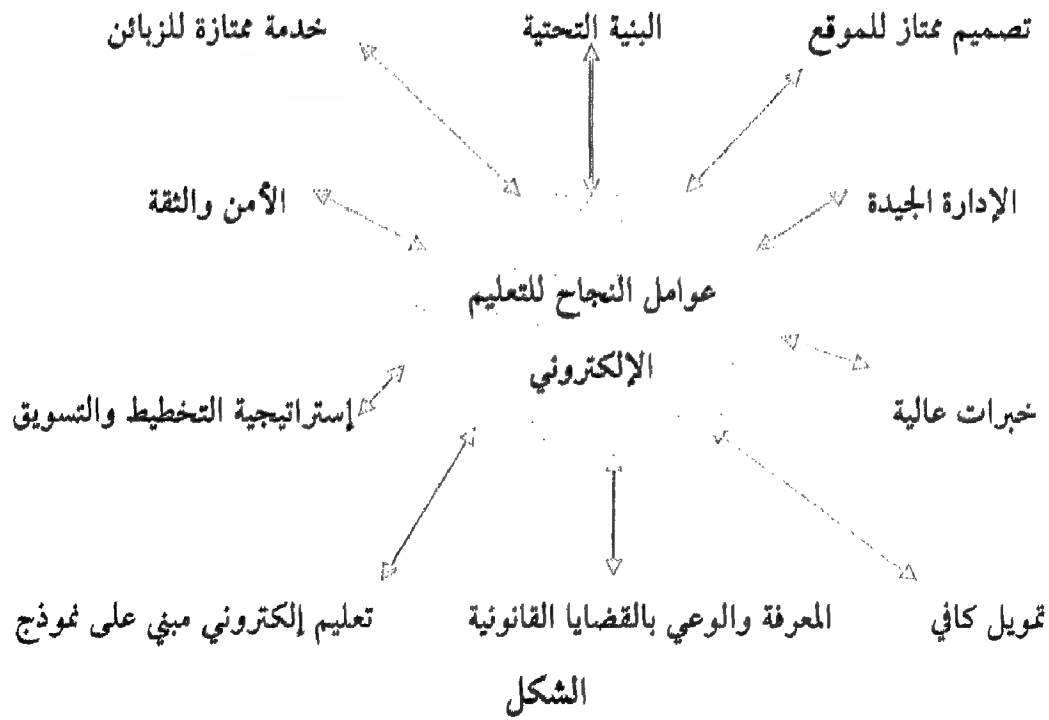 تصميم ممتاز للموقع
البنية التحتية
خدمة ممتازة للزبائن
الإدارة الجيدة
الأمن والثقة
عوامل النجاح للتعليم
الإلكتروني
خبرات عالية
إستراتيجية التخطيط والتسويق
تمويل كافي
المعرفة والوعي بالقضايا القانونية
تعليم إلكتروني مبني على نموذج
الشكل